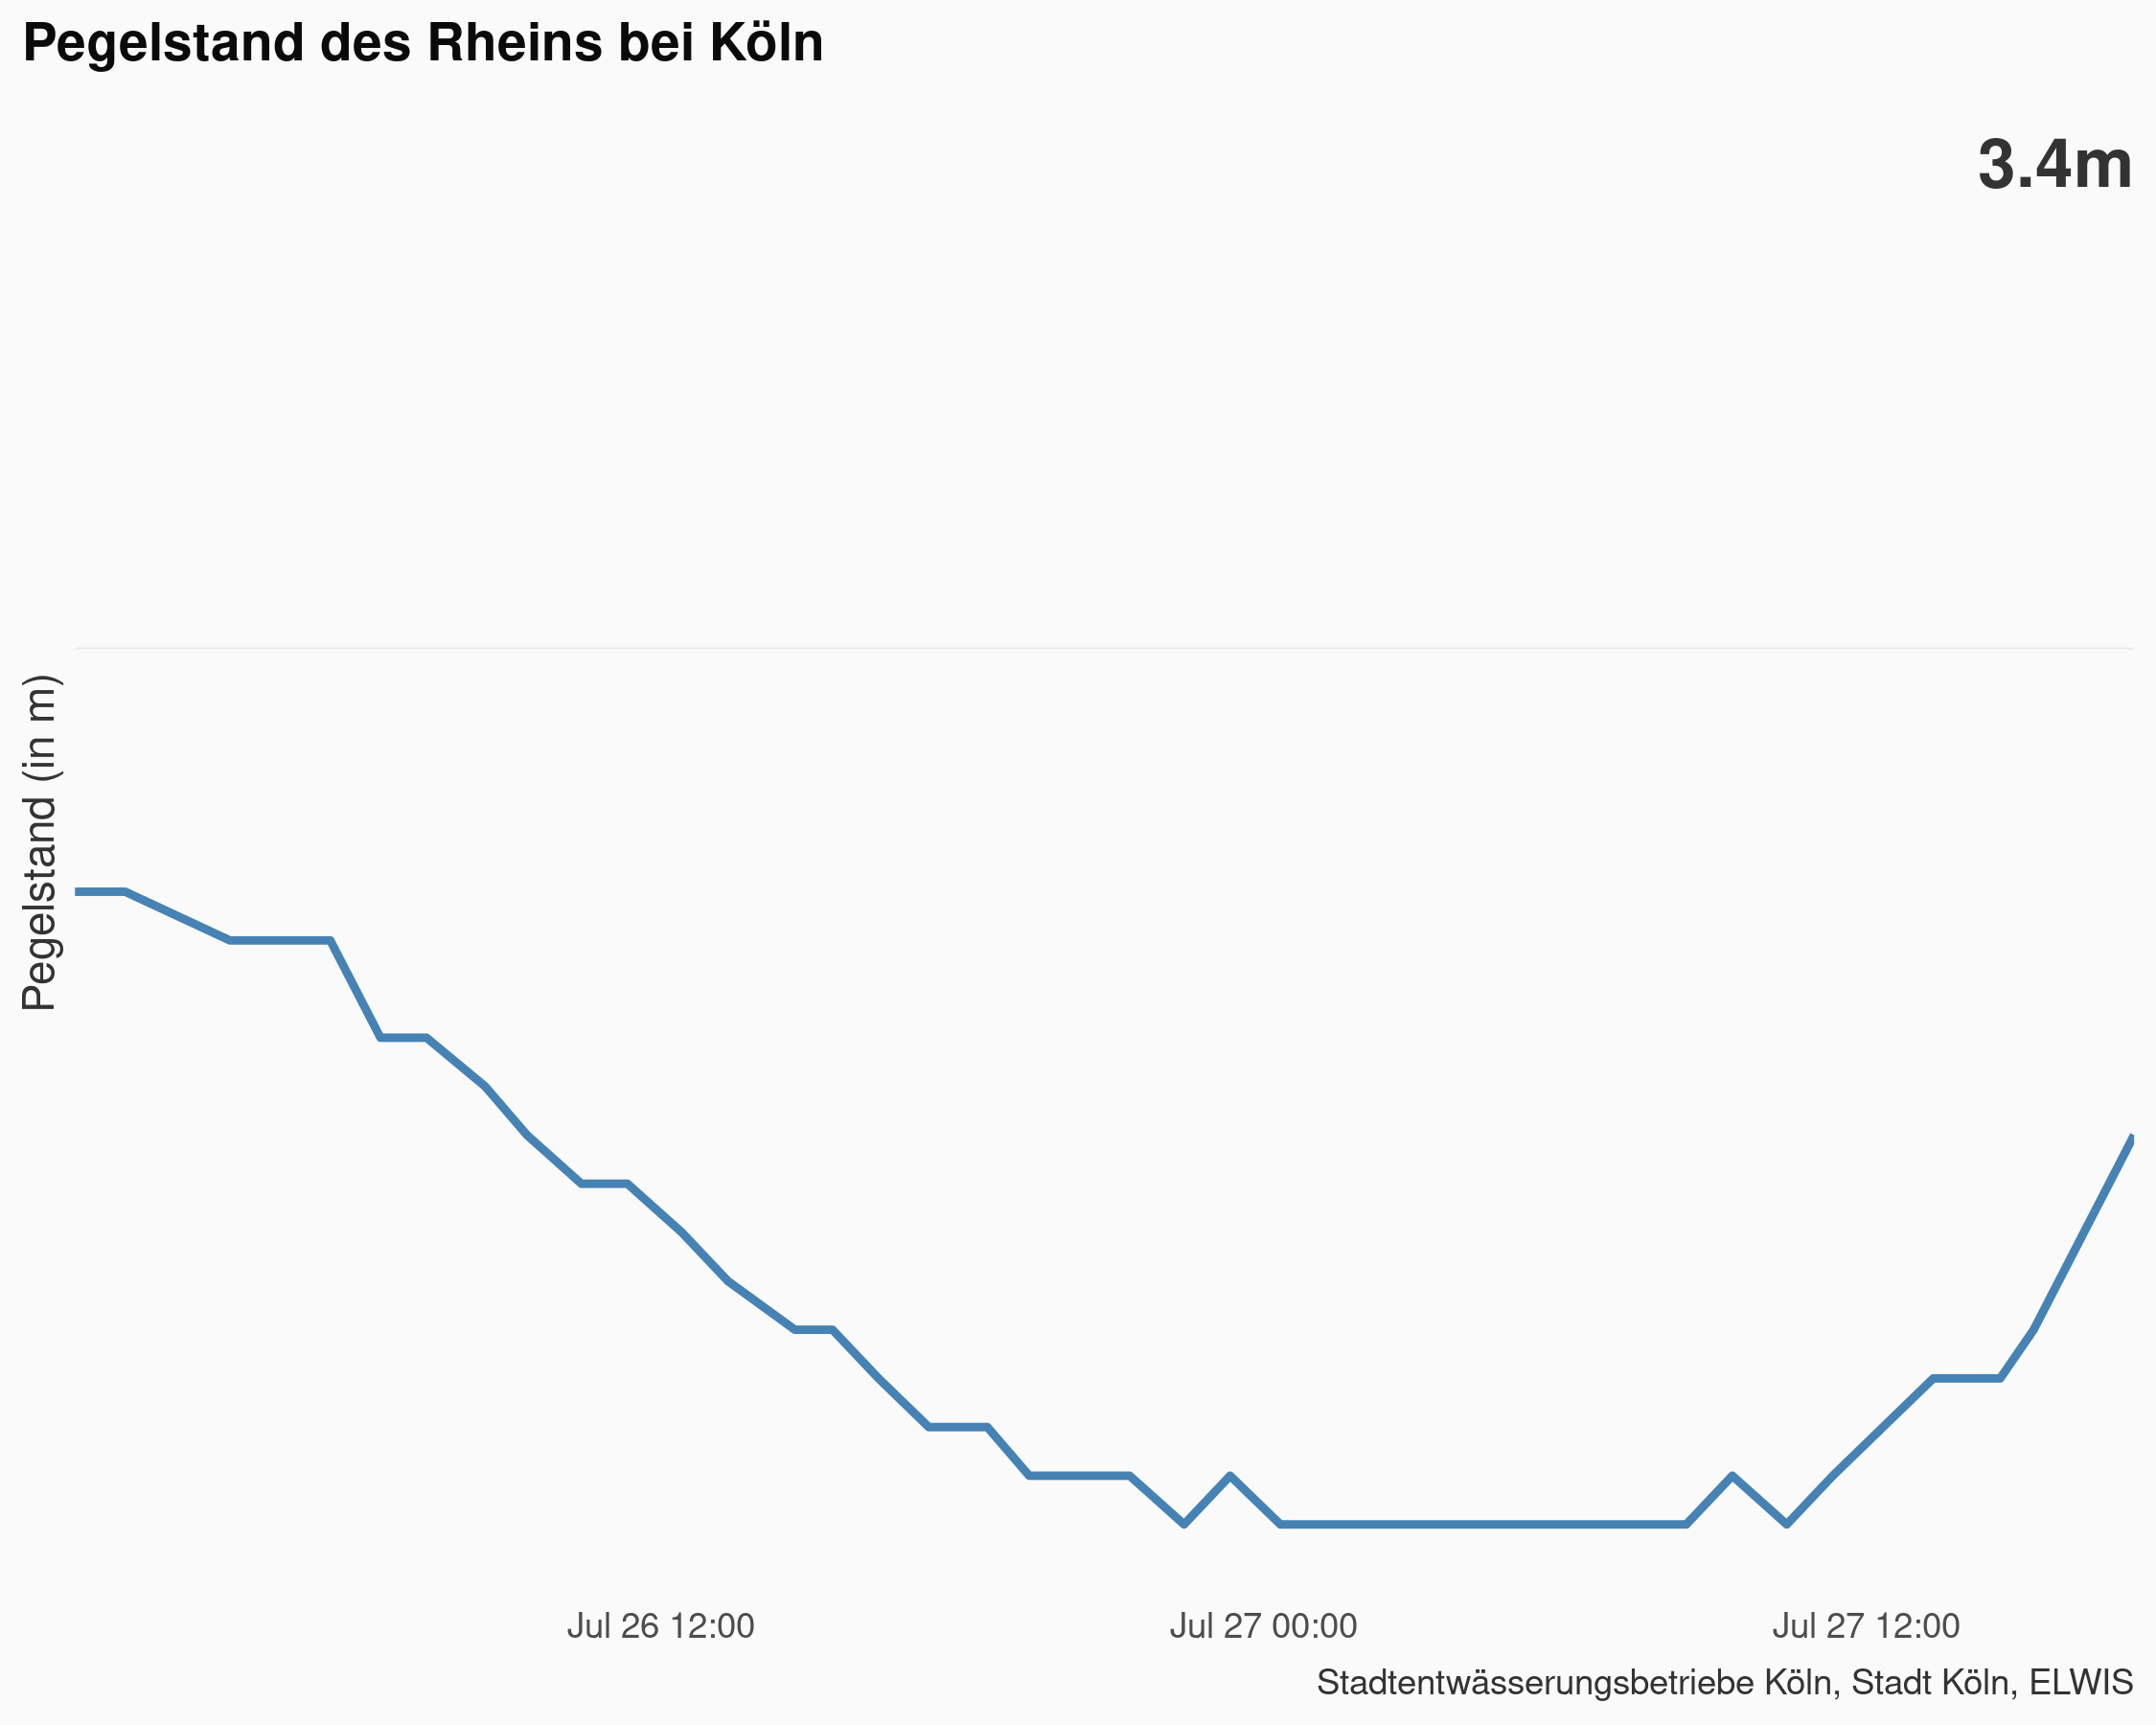 Pegelstand des Rheins bei Köln
3.4m
Pegelstand (in m)
Jul 26 12:00
Jul 27 00:00
Jul 27 12:00
Stadtentwässerungsbetriebe Köln, Stadt Köln, ELWIS